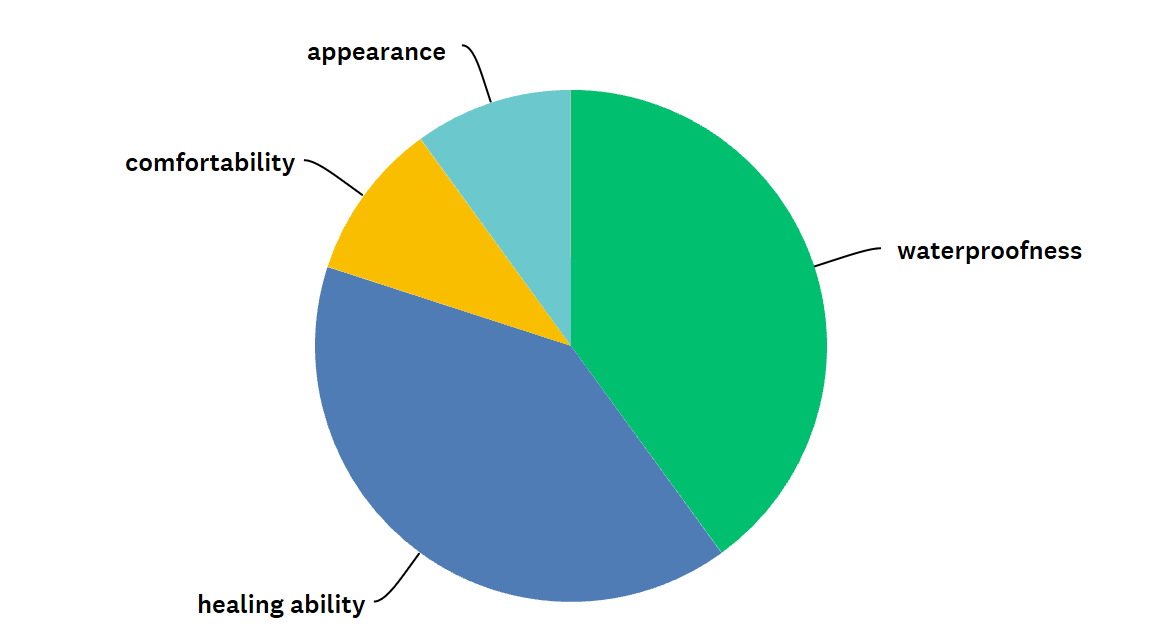 appearance
comfortability
waterproofness
healing ability